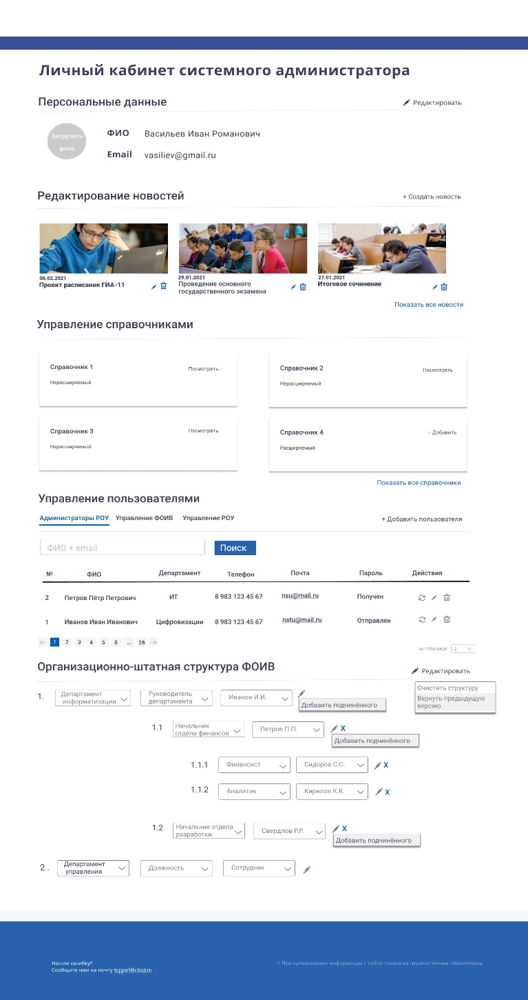 Личный кабинет системного администратора
Персональные данные
Редактировать
Загрузить
фото
ФИО Васильев Иван Романович
Email vasiliev@gmail.ru
Редактирование новостей
+ Создать новость
06.02.2021
Проект расписания ГИА-11
29.01.2021
Проведение основного
государственного экзамена
27.01.2021
Итоговое сочинение
Показать все новости
Управление справочниками
Справочник 1 Посмотреть
Нерасширяемый
Справочник 2 Посмотреть
Нерасширяемый
Справочник 3 Посмотреть
Нерасширяемый
Справочник 4 + Добавить
Расширяемый
Показать все справочники
Управление пользователями
Администраторы РОУ Управление ФОИВ Управление РОУ + Добавить пользователя
ФИО + email Поиск
№ ФИО Департамент Телефон Почта Пароль Действия
2 Петров Пётр Петрович ИТ 8 983 123 45 67 nsu@mail.ru Получен
1 Иванов Иван Иванович Цифровизации 8 983 123 45 67 nstu@mail.ru Отправлен
← 1 2 3 4 5 6 ... 28 →
НА СТРАНИЦЕ: 2
Организационно-штатная структура ФОИВ
Редактировать
Очистить структуру
Вернуть предыдущую
версию
1. Департамент
информатизации
Руководитель
департамента
Иванов И.И.
Добавить подчинённого
1.1 Начальник
отдела финансов
Петров П.П. X
Добавить подчинённого
1.1.1 Финансист Сидоров С.С. X
1.1.2 Аналитик Кирилов К.К. X
1.2 Начальник отдела
разработки
Свердлов Р.Р. X
Добавить подчинённого
2 . Департамент
управления
Должность Сотрудник
Нашли ошибку?
Сообщите нам на почту support@cbias.ru
© При цитировании информации с сайта ссылка на первоисточник обязательна